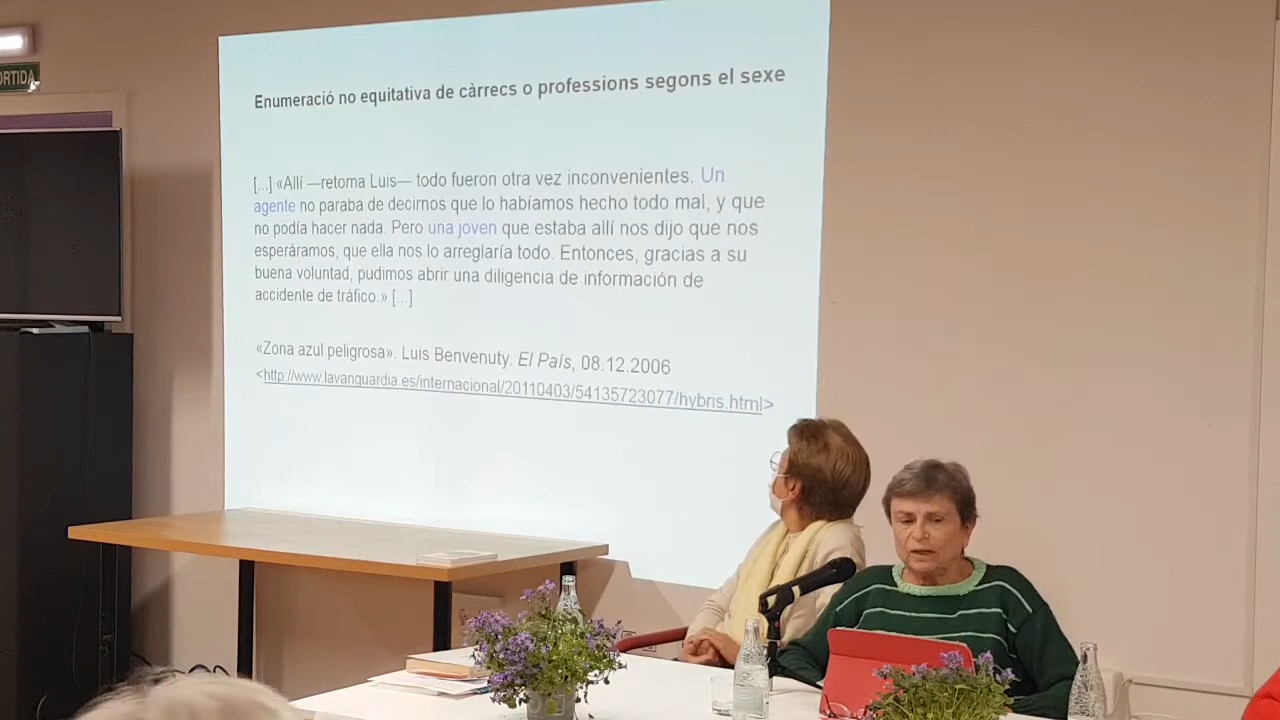 ORTIDA
Enumeració no equitativa de càrrecs o professions segons el sexe
[...] «Allí —retoma Luis— todo fueron otra vez inconvenientes. Un
agente no paraba de decirnos que lo habíamos hecho todo mal, y que
no podía hacer nada. Pero una joven que estaba allí nos dijo que nos
esperáramos, que ella nos lo arreglaría todo. Entonces, gracias a su
buena voluntad, pudimos abrir una diligencia de información de
accidente de tráfico.» [...]
«Zona azul peligrosa». Luis Benvenuty. El País, 08.12.2006
<http://www.lavanguardia.es/internacional/20110403/54135723077/hybris.html>